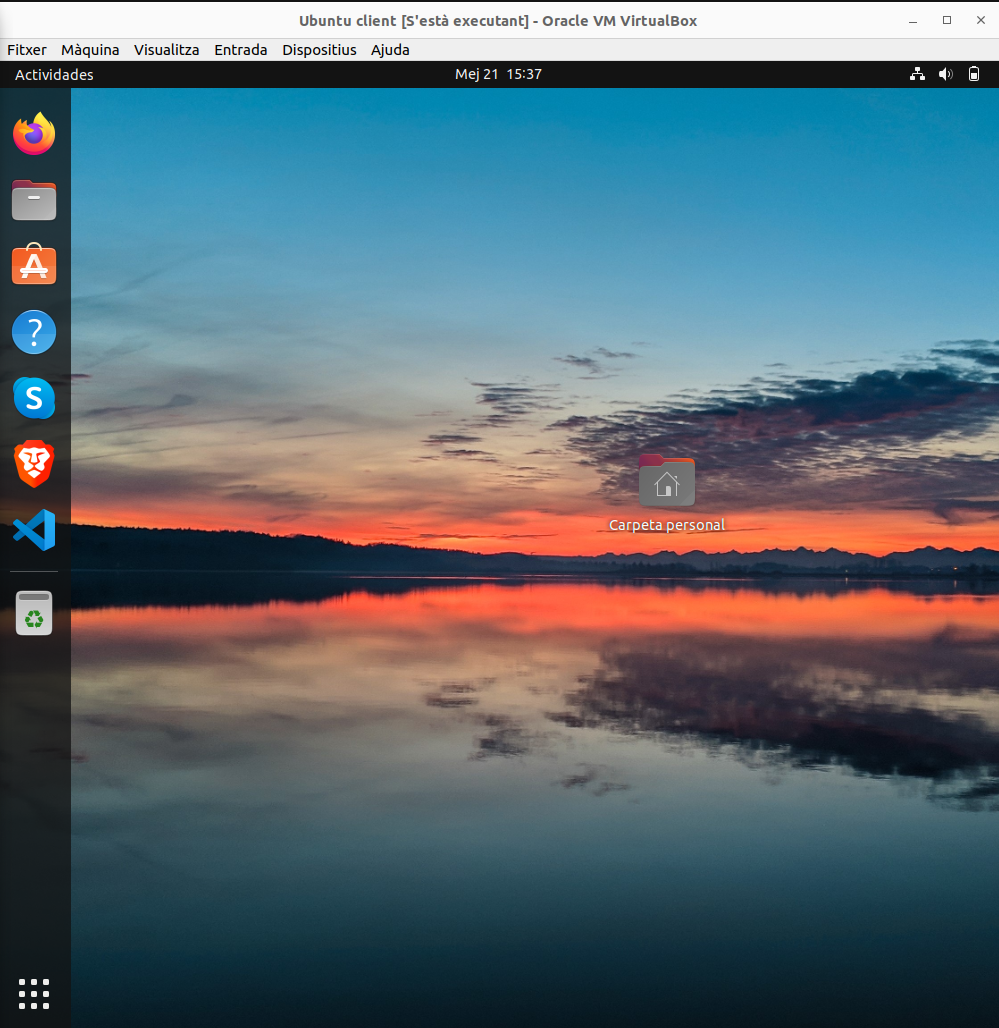 Ubuntu client [S'està executant] - Oracle VM VirtualBox
Fitxer Màquina Visualitza Entrada Dispositius Ajuda
Actividades Mej 21 15:37
Carpeta personal